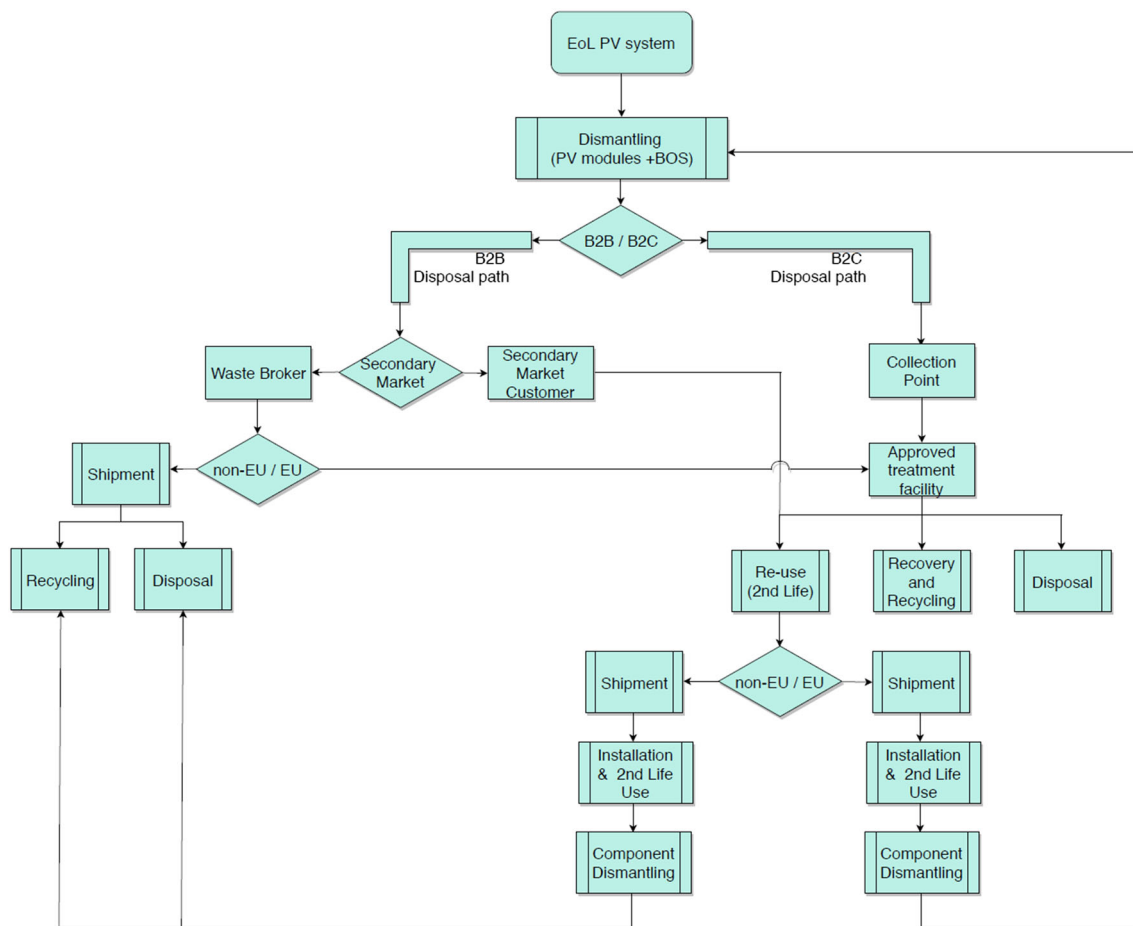 EoL PV system
Dismantling
(PV modules +BOS)
B2B / B2C
B2B
Disposal path
B2C
Disposal path
Waste Broker
Secondary
Market
Secondary
Market
Customer
Collection
Point
Shipment
non-EU / EU
Approved
treatment
facility
Recycling
Disposal
Re-use
(2nd Life)
Recovery
and
Recycling
Disposal
Shipment
non-EU / EU
Shipment
Installation
& 2nd Life
Use
Installation
& 2nd Life
Use
Component
Dismantling
Component
Dismantling